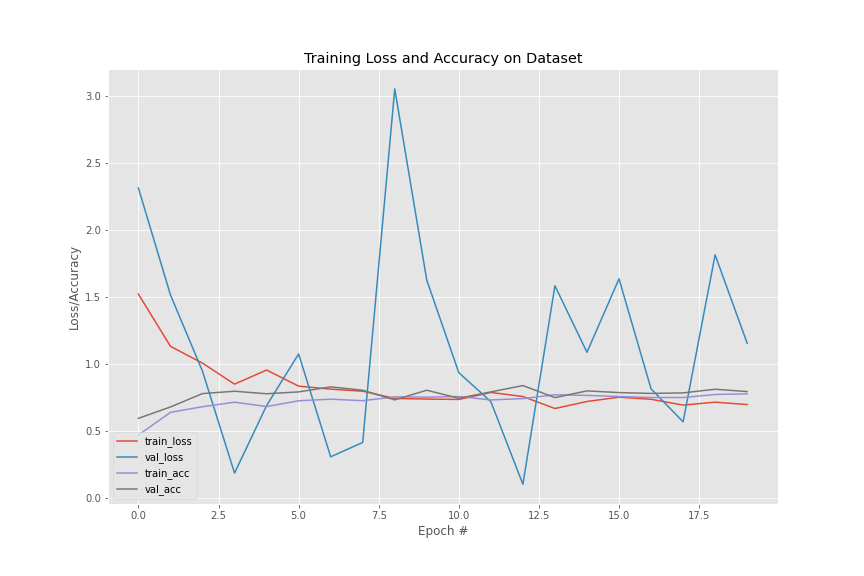 Training Loss and Accuracy on Dataset
3.0
2.5
2.0
1.5
1.0
0.5
0.0
Loss/Accuracy
train_loss
val_loss
train_acc
val_acc
0.0 2.5 5.0 7.5 10.0 12.5 15.0 17.5
Epoch #